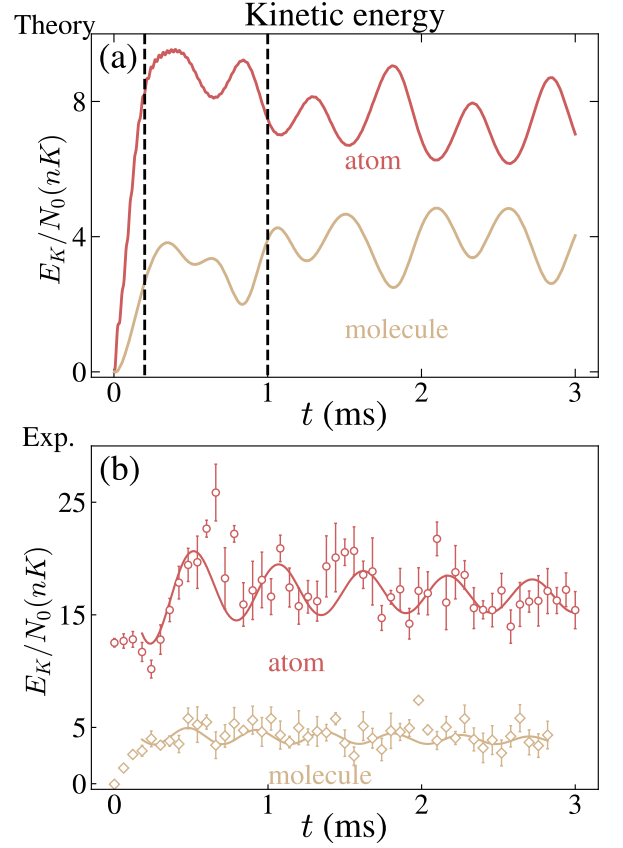 Theory
Kinetic energy
(a)
8
4
0
E_K/N_0(nK)
atom
molecule
0
1
2
3
t (ms)
Exp.
(b)
25
15
5
0
E_K/N_0(nK)
atom
molecule
0
1
2
3
t (ms)